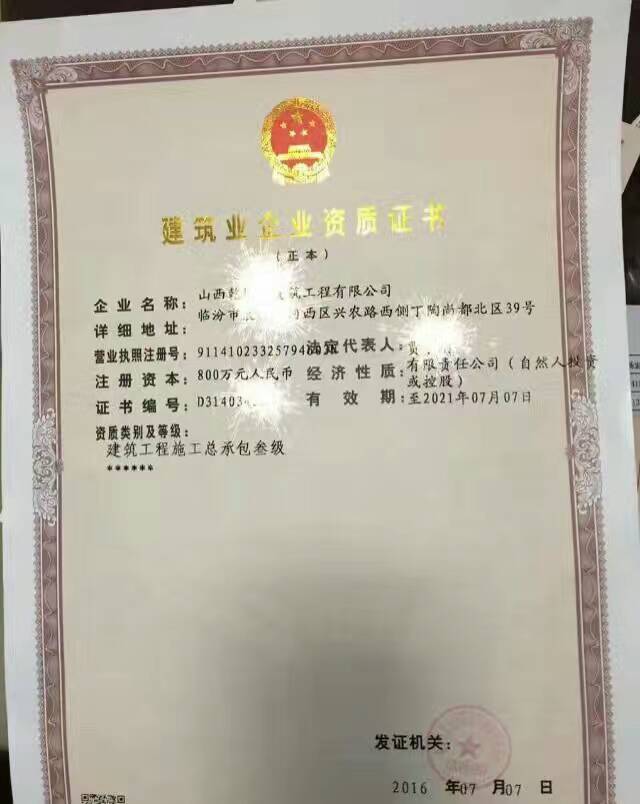 建筑业企业资质证书
（正本）
企业名称：山西乾 筑工程有限公司
详细地址：临汾市 西区兴农路西侧丁陶尚都北区39号
营业执照注册号：91141023325794 法定代表人：贾
注册资本：800万元人民币 经济性质：有限责任公司（自然人投资
或控股）
证书编号：D31403 有效期：至2021年07月07日
资质类别及等级：
建筑工程施工总承包叁级
******
发证机关：
2016 年07 月07 日